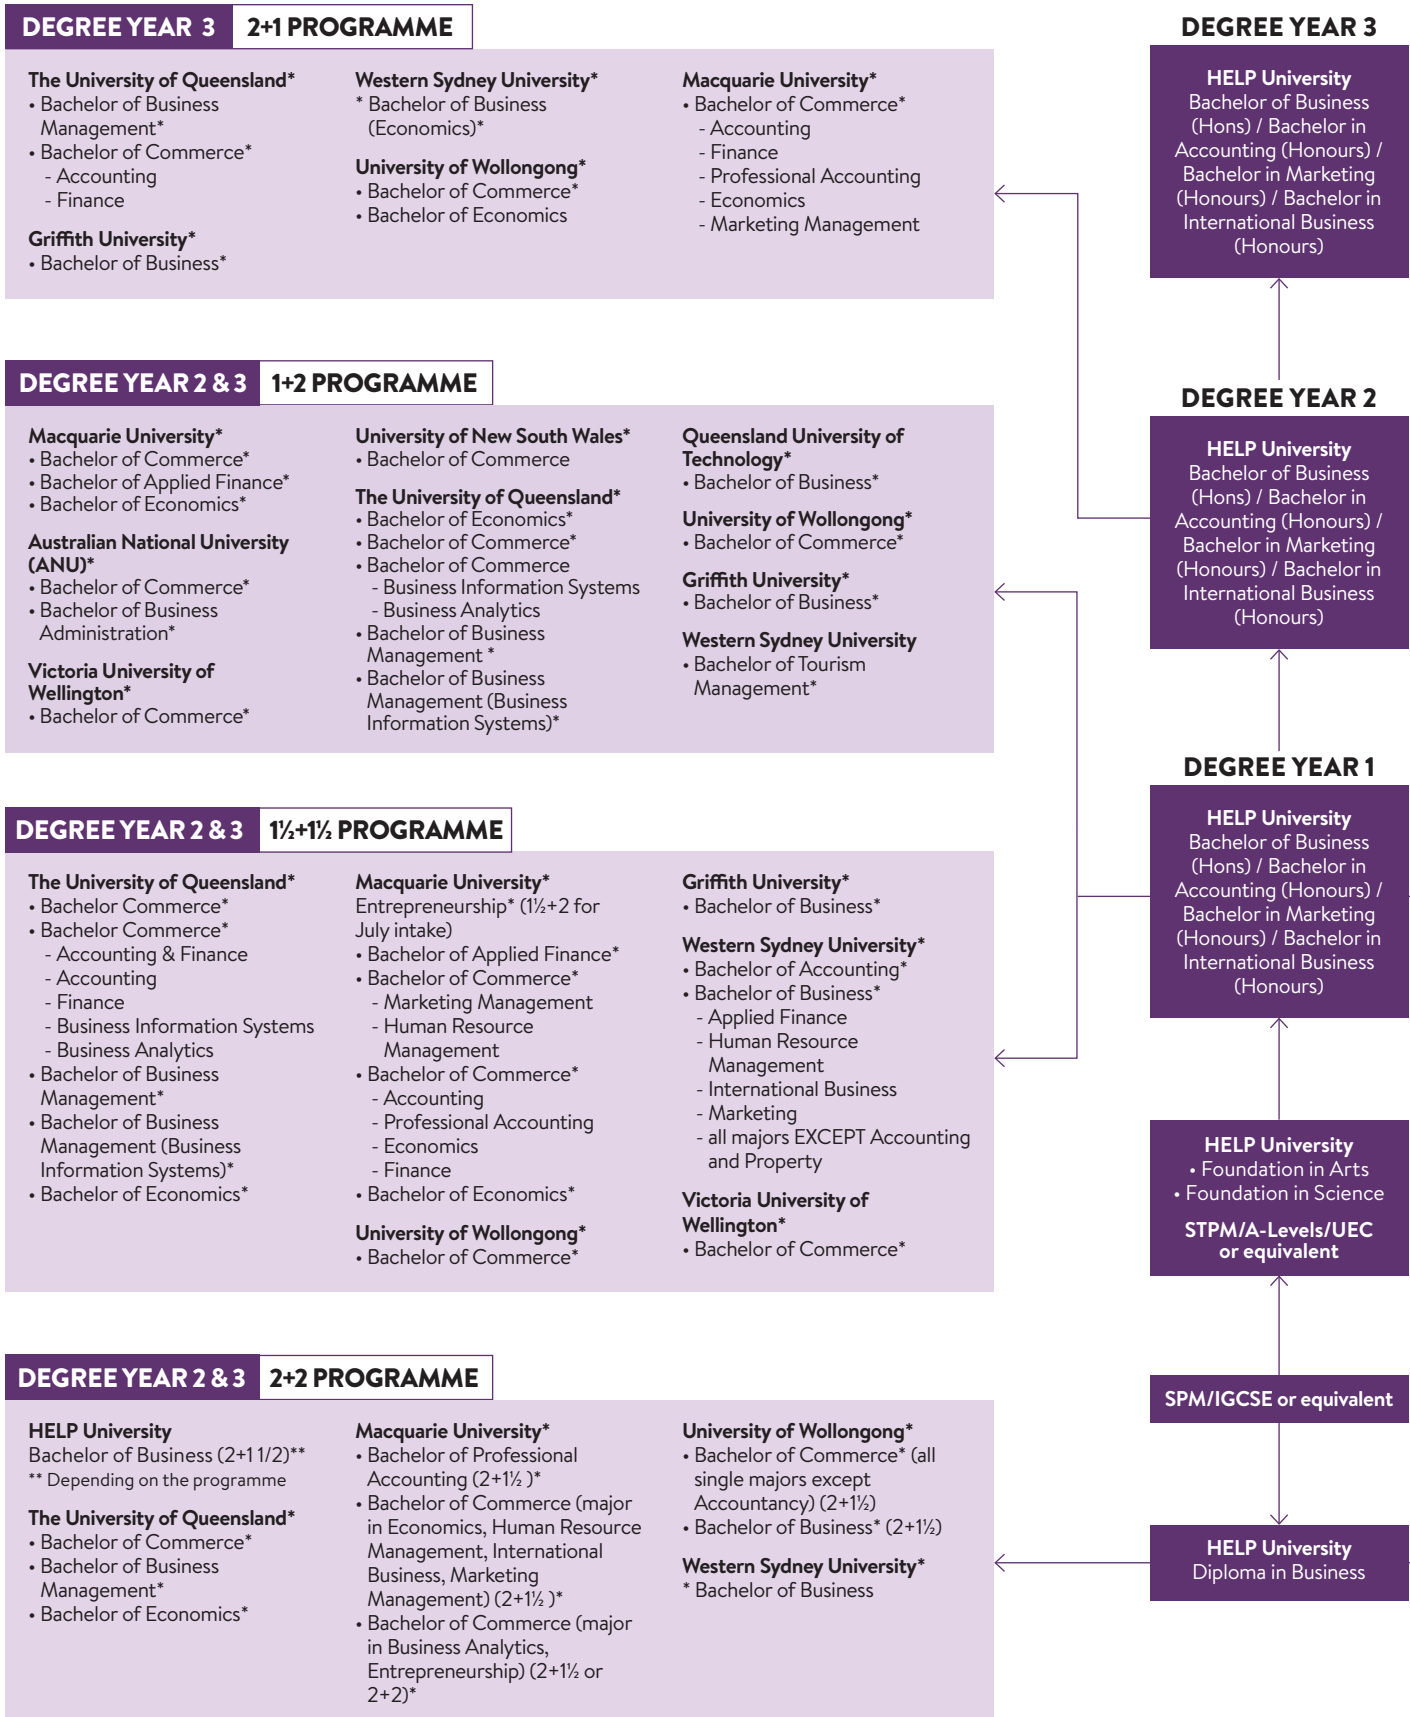 DEGREE YEAR 3 2+1 PROGRAMME
The University of Queensland*
• Bachelor of Business
Management*
• Bachelor of Commerce*
- Accounting
- Finance
Griffith University*
• Bachelor of Business*
Western Sydney University*
* Bachelor of Business
(Economics)*
University of Wollongong*
• Bachelor of Commerce*
• Bachelor of Economics
Macquarie University*
• Bachelor of Commerce*
- Accounting
- Finance
- Professional Accounting
- Economics
- Marketing Management
DEGREE YEAR 3
HELP University
Bachelor of Business
(Hons) / Bachelor in
Accounting (Honours) /
Bachelor in Marketing
(Honours) / Bachelor in
International Business
(Honours)
DEGREE YEAR 2 & 3 1+2 PROGRAMME
Macquarie University*
• Bachelor of Commerce*
• Bachelor of Applied Finance*
• Bachelor of Economics*
Australian National University
(ANU)*
• Bachelor of Commerce*
• Bachelor of Business
Administration*
Victoria University of
Wellington*
• Bachelor of Commerce*
University of New South Wales*
• Bachelor of Commerce
The University of Queensland*
• Bachelor of Economics*
• Bachelor of Commerce*
• Bachelor of Commerce
- Business Information Systems
- Business Analytics
• Bachelor of Business
Management *
• Bachelor of Business
Management (Business
Information Systems)*
Queensland University of
Technology*
• Bachelor of Business*
University of Wollongong*
• Bachelor of Commerce*
Griffith University*
• Bachelor of Business*
Western Sydney University
• Bachelor of Tourism
Management*
DEGREE YEAR 2
HELP University
Bachelor of Business
(Hons) / Bachelor in
Accounting (Honours) /
Bachelor in Marketing
(Honours) / Bachelor in
International Business
(Honours)
DEGREE YEAR 2 & 3 1½+1½ PROGRAMME
The University of Queensland*
• Bachelor Commerce*
• Bachelor Commerce*
- Accounting & Finance
- Accounting
- Finance
- Business Information Systems
- Business Analytics
• Bachelor of Business
Management*
• Bachelor of Business
Management (Business
Information Systems)*
• Bachelor of Economics*
Macquarie University*
Entrepreneurship* (1½+2 for
July intake)
• Bachelor of Applied Finance*
• Bachelor of Commerce*
- Marketing Management
- Human Resource
Management
• Bachelor of Commerce*
- Accounting
- Professional Accounting
- Economics
- Finance
• Bachelor of Economics*
University of Wollongong*
• Bachelor of Commerce*
Griffith University*
• Bachelor of Business*
Western Sydney University*
• Bachelor of Accounting*
• Bachelor of Business*
- Applied Finance
- Human Resource
Management
- International Business
- Marketing
- all majors EXCEPT Accounting
and Property
Victoria University of
Wellington*
• Bachelor of Commerce*
DEGREE YEAR 1
HELP University
Bachelor of Business
(Hons) / Bachelor in
Accounting (Honours) /
Bachelor in Marketing
(Honours) / Bachelor in
International Business
(Honours)
HELP University
• Foundation in Arts
• Foundation in Science
STPM/A-Levels/UEC
or equivalent
SPM/IGCSE or equivalent
DEGREE YEAR 2 & 3 2+2 PROGRAMME
HELP University
Bachelor of Business (2+1 1/2)**
** Depending on the programme
The University of Queensland*
• Bachelor of Commerce*
• Bachelor of Business
Management*
• Bachelor of Economics*
Macquarie University*
• Bachelor of Professional
Accounting (2+1½ )*
• Bachelor of Commerce (major
in Economics, Human Resource
Management, International
Business, Marketing
Management) (2+1½ )*
• Bachelor of Commerce (major
in Business Analytics,
Entrepreneurship) (2+1½ or
2+2)*
University of Wollongong*
• Bachelor of Commerce* (all
single majors except
Accountancy) (2+1½)
• Bachelor of Business* (2+1½)
Western Sydney University*
* Bachelor of Business
HELP University
Diploma in Business